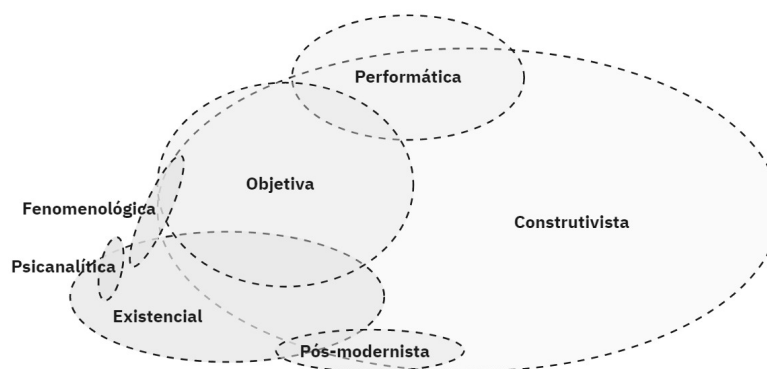 Performática
Objetiva
Fenomenológica
Construtivista
Psicanalítica
Existencial
Pós-modernista